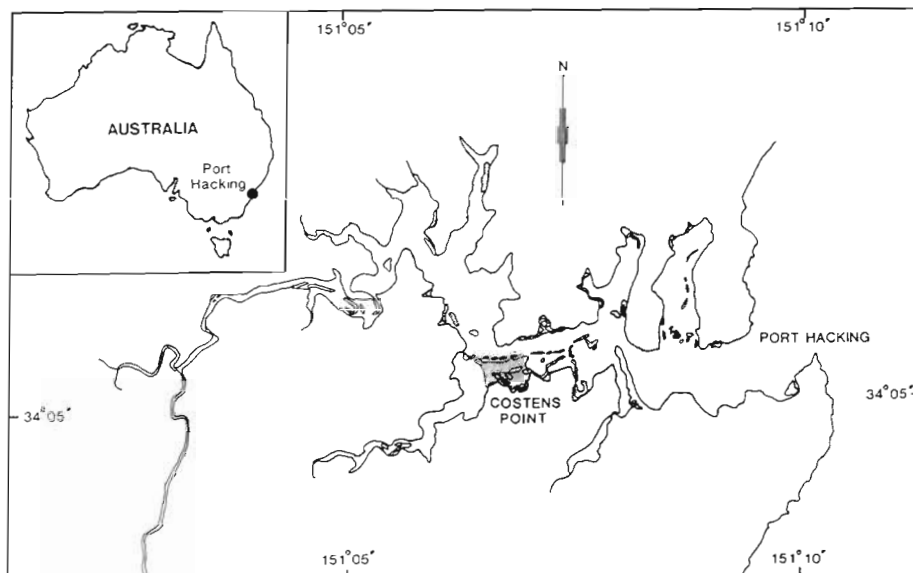 151°05'
151°10'
N
AUSTRALIA
Port
Hacking
PORT HACKING
COSTENS
POINT
34°05'
34°05'
151°05'
151°10'